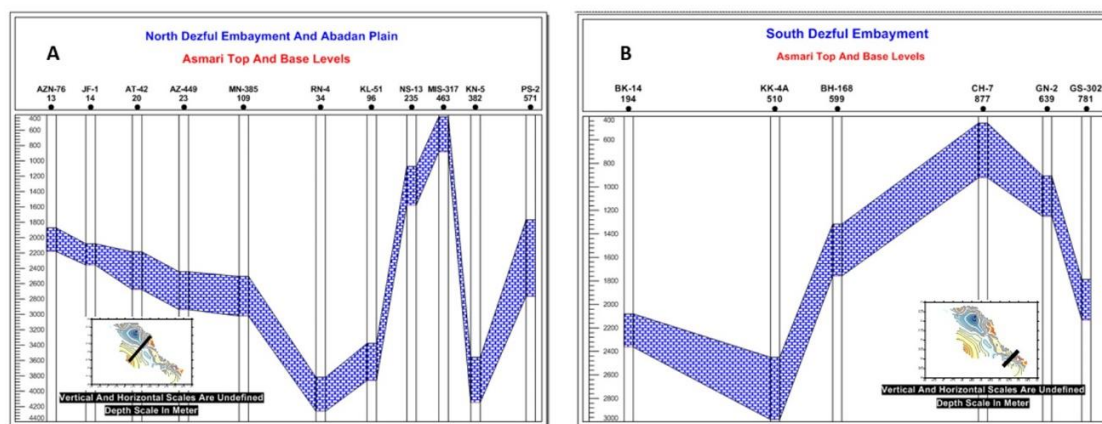 A
North Dezful Embayment And Abadan Plain
Asmari Top And Base Levels
AZN-76 JF-1 AT-42 AZ-449 MN-385 RN-4 KL-51 NS-13 MIS-317 KN-5 PS-2
13 14 20 23 109 34 96 235 463 382 571
400
600
800
1000
1200
1400
1600
1800
2000
2200
2400
2600
2800
3000
3200
3400
3600
3800
4000
4200
4400
Vertical And Horizontal Scales Are Undefined
Depth Scale In Meter
B
South Dezful Embayment
Asmari Top And Base Levels
BK-14 KK-4A BH-168 CH-7 GN-2 GS-302
194 510 599 877 639 781
400
600
800
1000
1200
1400
1600
1800
2000
2200
2400
2600
2800
3000
Vertical And Horizontal Scales Are Undefined
Depth Scale In Meter